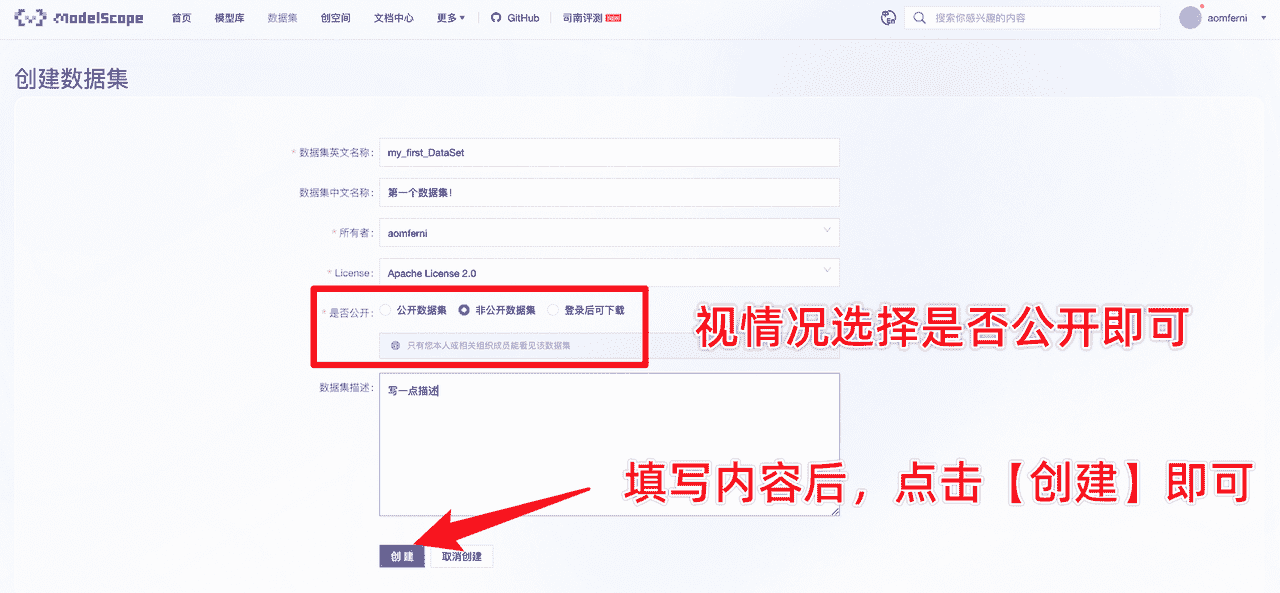 ModelScope 首页 模型库 数据集 创空间 文档中心 更多 GitHub 司南评测 New 搜索你感兴趣的内容 aomferni
创建数据集
* 数据集英文名称: my_first_DataSet
数据集中文名称: 第一个数据集!
* 所有者: aomferni
* License: Apache License 2.0
* 是否公开: 公开数据集 非公开数据集 登录后可下载
视情况选择是否公开即可
只有您本人或相关组织成员能看见该数据集
数据集描述: 写一点描述
填写内容后，点击【创建】即可
创建 取消创建